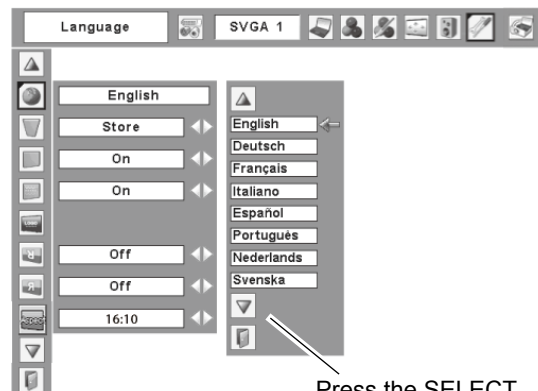 Language
SVGA 1
English
Store
On
On
Off
Off
16:10
English
Deutsch
Français
Italiano
Español
Português
Nederlands
Svenska
Press the SELECT